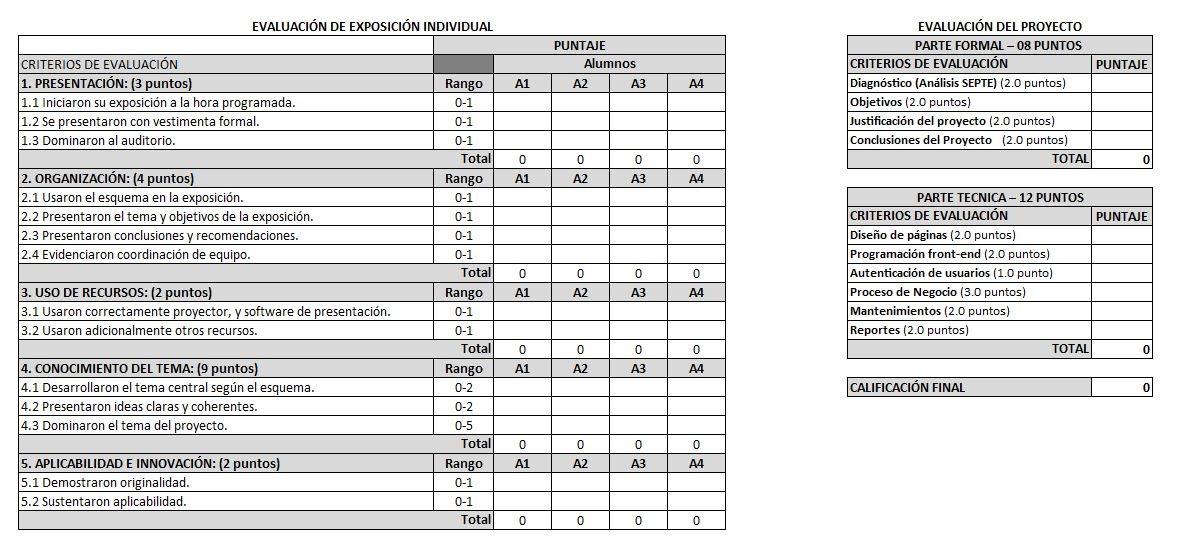 EVALUACIÓN DE EXPOSICIÓN INDIVIDUAL
PUNTAJE
CRITERIOS DE EVALUACIÓN Alumnos
1. PRESENTACIÓN: (3 puntos) Rango A1 A2 A3 A4
1.1 Iniciaron su exposición a la hora programada. 0-1
1.2 Se presentaron con vestimenta formal. 0-1
1.3 Dominaron al auditorio. 0-1
Total 0 0 0 0
2. ORGANIZACIÓN: (4 puntos) Rango A1 A2 A3 A4
2.1 Usaron el esquema en la exposición. 0-1
2.2 Presentaron el tema y objetivos de la exposición. 0-1
2.3 Presentaron conclusiones y recomendaciones. 0-1
2.4 Evidenciaron coordinación de equipo. 0-1
Total 0 0 0 0
3. USO DE RECURSOS: (2 puntos) Rango A1 A2 A3 A4
3.1 Usaron correctamente proyector, y software de presentación. 0-1
3.2 Usaron adicionalmente otros recursos. 0-1
Total 0 0 0 0
4. CONOCIMIENTO DEL TEMA: (9 puntos) Rango A1 A2 A3 A4
4.1 Desarrollaron el tema central según el esquema. 0-2
4.2 Presentaron ideas claras y coherentes. 0-2
4.3 Dominaron el tema del proyecto. 0-5
Total 0 0 0 0
5. APLICABILIDAD E INNOVACIÓN: (2 puntos) Rango A1 A2 A3 A4
5.1 Demostraron originalidad. 0-1
5.2 Sustentaron aplicabilidad. 0-1
Total 0 0 0 0
EVALUACIÓN DEL PROYECTO
PARTE FORMAL – 08 PUNTOS
CRITERIOS DE EVALUACIÓN PUNTAJE
Diagnóstico (Análisis SEPTE) (2.0 puntos)
Objetivos (2.0 puntos)
Justificación del proyecto (2.0 puntos)
Conclusiones del Proyecto (2.0 puntos)
TOTAL 0
PARTE TECNICA – 12 PUNTOS
CRITERIOS DE EVALUACIÓN PUNTAJE
Diseño de páginas (2.0 puntos)
Programación front-end (2.0 puntos)
Autenticación de usuarios (1.0 punto)
Proceso de Negocio (3.0 puntos)
Mantenimientos (2.0 puntos)
Reportes (2.0 puntos)
TOTAL 0
CALIFICACIÓN FINAL 0